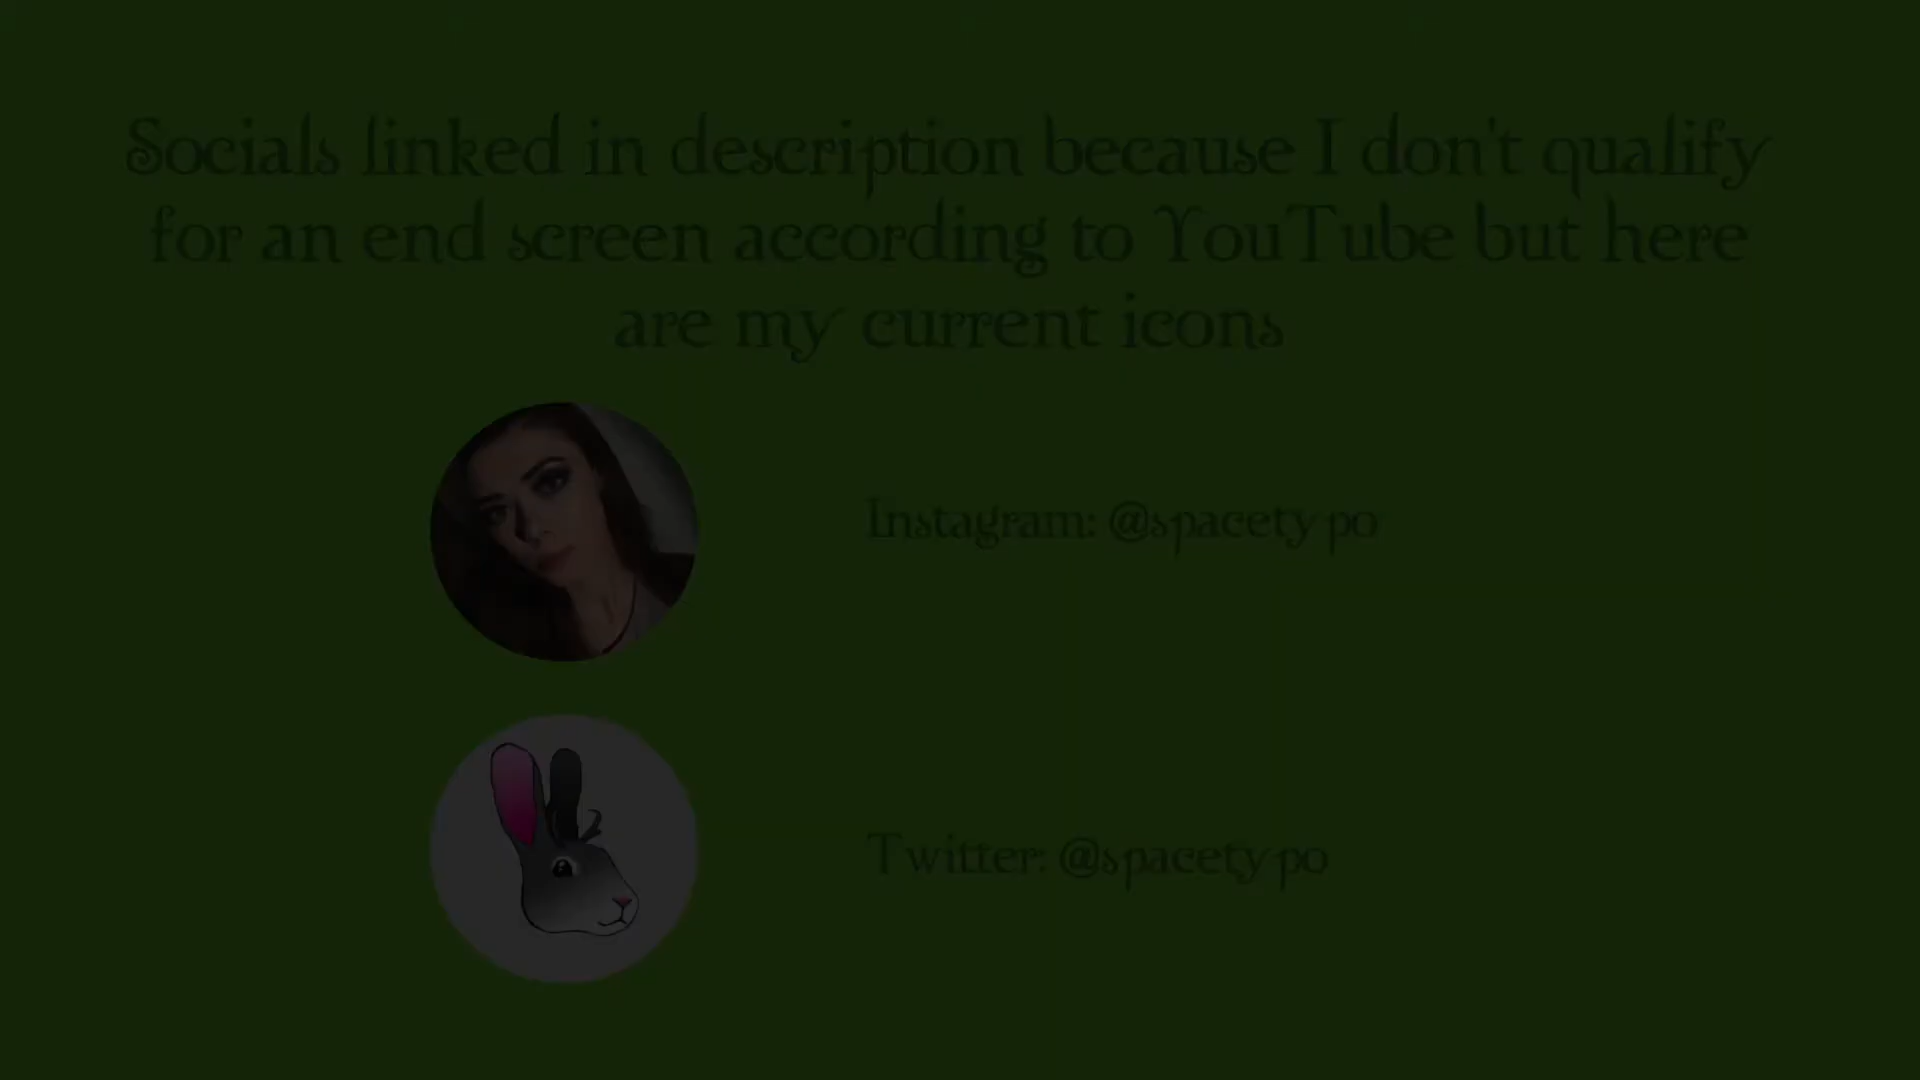 Socials linked in description because I don't qualify
for an end screen according to YouTube but here
are my current icons
Instagram: @spacetypo
Twitter: @spacetypo